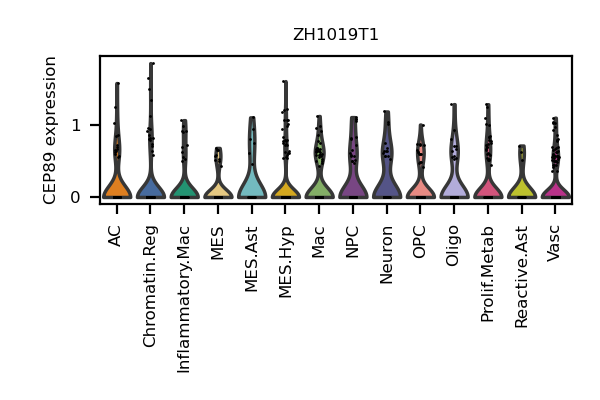 ZH1019T1
CEP89 expression
1
0
AC
Chromatin.Reg
Inflammatory.Mac
MES
MES.Ast
MES.Hyp
Mac
NPC
Neuron
OPC
Oligo
Prolif.Metab
Reactive.Ast
Vasc